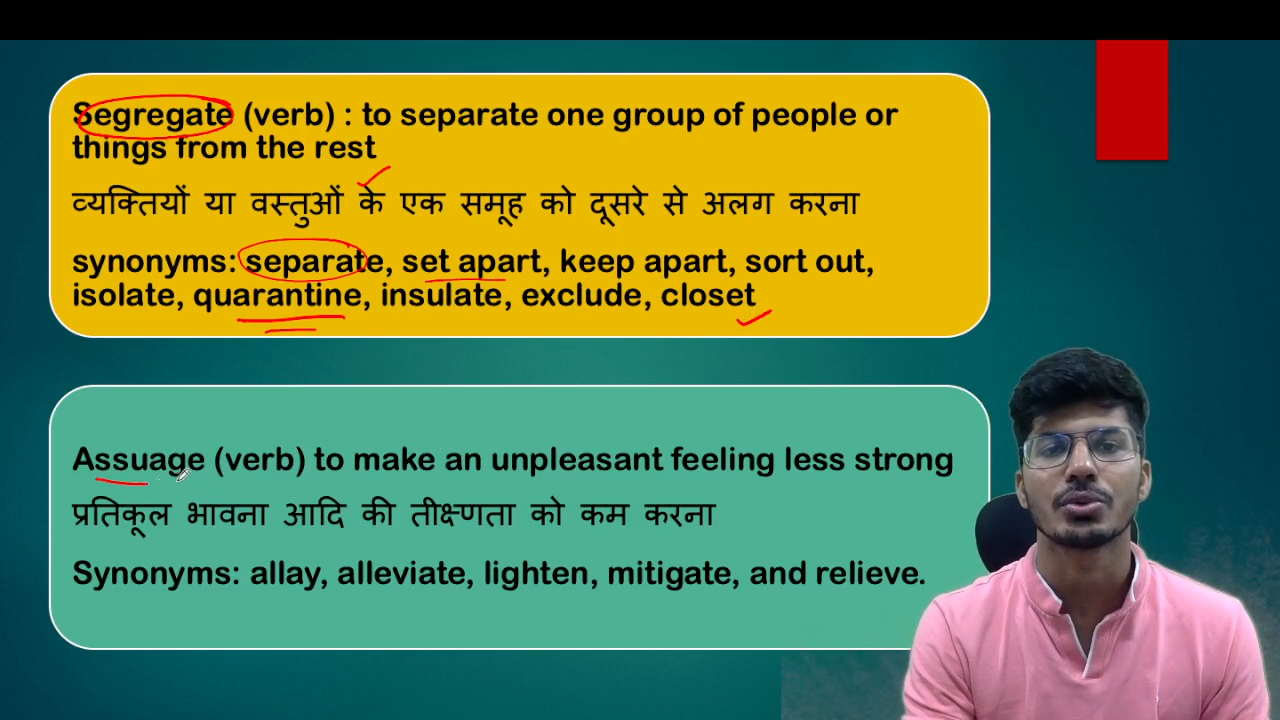 Segregate (verb) : to separate one group of people or
things from the rest
व्यक्तियों या वस्तुओं के एक समूह को दूसरे से अलग करना
synonyms: separate, set apart, keep apart, sort out,
isolate, quarantine, insulate, exclude, closet
Assuage (verb) to make an unpleasant feeling less strong
प्रतिकूल भावना आदि की तीक्ष्णता को कम करना
Synonyms: allay, alleviate, lighten, mitigate, and relieve.